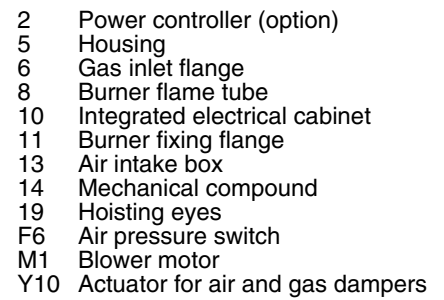 2 Power controller (option)
5 Housing
6 Gas inlet flange
8 Burner flame tube
10 Integrated electrical cabinet
11 Burner fixing flange
13 Air intake box
14 Mechanical compound
19 Hoisting eyes
F6 Air pressure switch
M1 Blower motor
Y10 Actuator for air and gas dampers